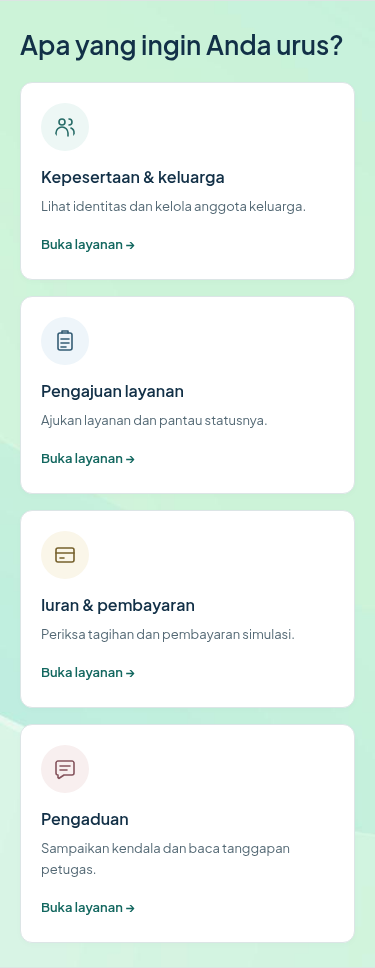 Apa yang ingin Anda urus?
Kepesertaan & keluarga
Lihat identitas dan kelola anggota keluarga.
Buka layanan →
Pengajuan layanan
Ajukan layanan dan pantau statusnya.
Buka layanan →
Iuran & pembayaran
Periksa tagihan dan pembayaran simulasi.
Buka layanan →
Pengaduan
Sampaikan kendala dan baca tanggapan
petugas.
Buka layanan →